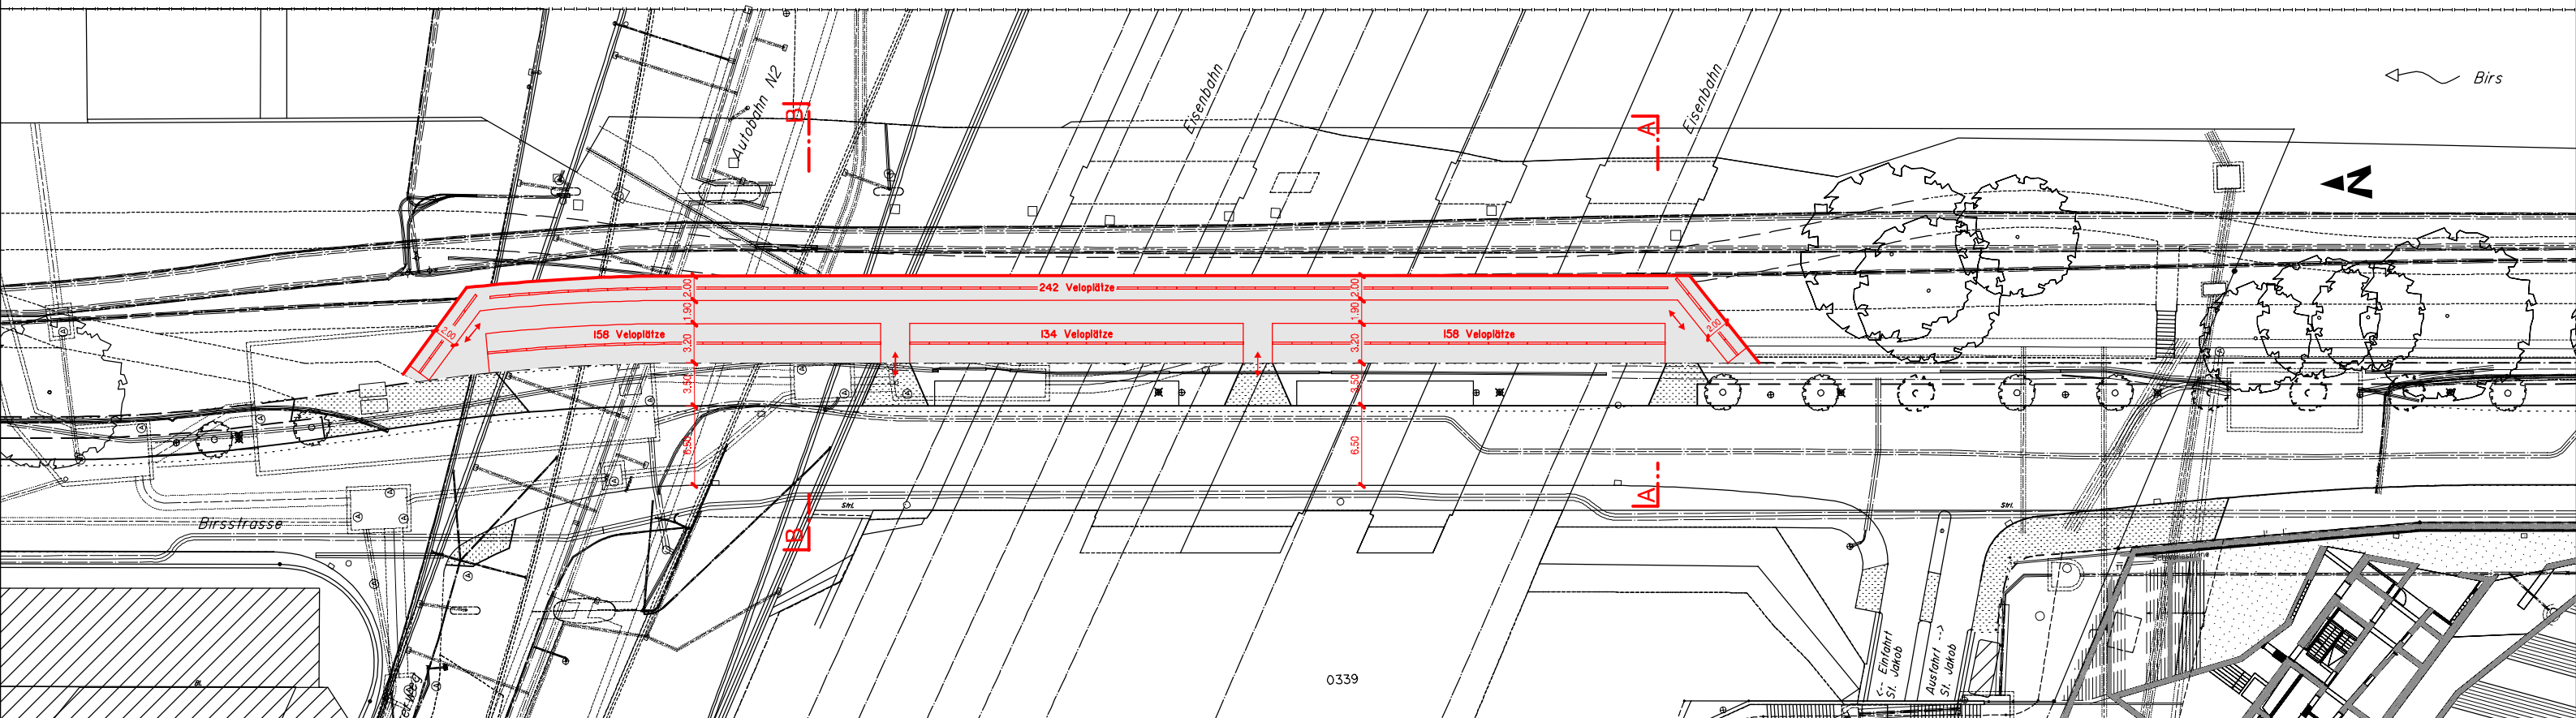 Autobahn N2
Eisenbahn
Eisenbahn
Birs
B
A
N
242 Veloplätze
158 Veloplätze
134 Veloplätze
158 Veloplätze
2.00
2.00
1.90
3.20
3.50
6.50
2.00
1.90
3.20
3.50
6.50
2.00
B
A
Birsstrasse
Strl.
Strl.
0339
<-- Einfahrt
St. Jakob
Ausfahrt -->
St. Jakob